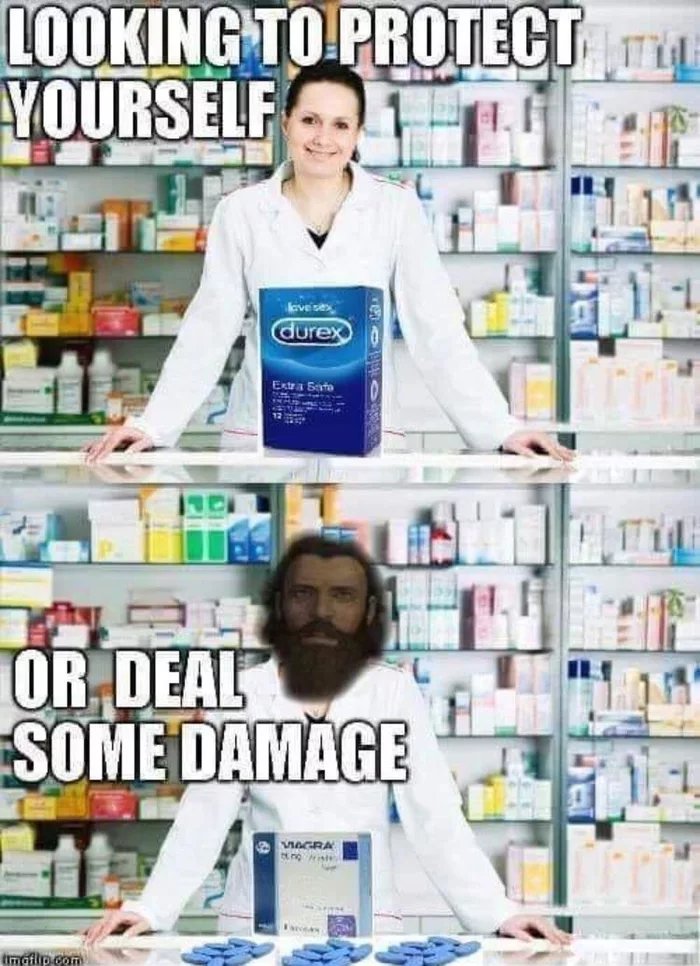 LOOKING TO PROTECT
YOURSELF
love sex
durex
Extra Safe
12
OR DEAL
SOME DAMAGE
VIAGRA
imgflip.com